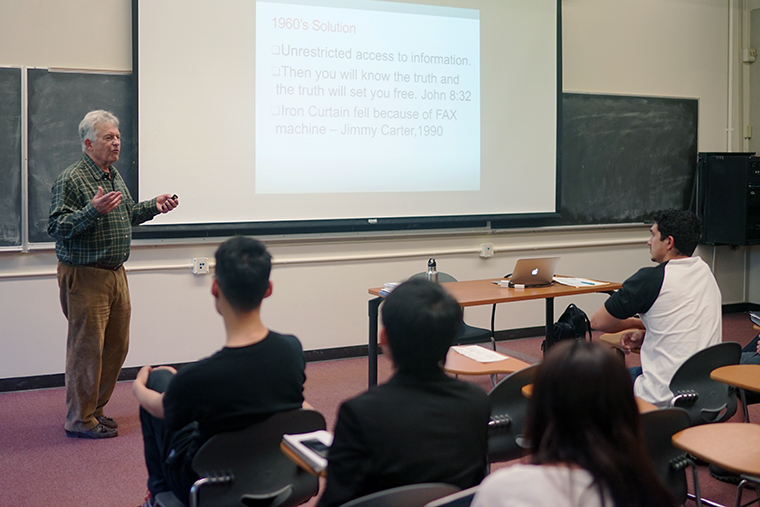 1960's Solution
❑Unrestricted access to information.
❑Then you will know the truth and
the truth will set you free. John 8:32
❑Iron Curtain fell because of FAX
machine – Jimmy Carter,1990